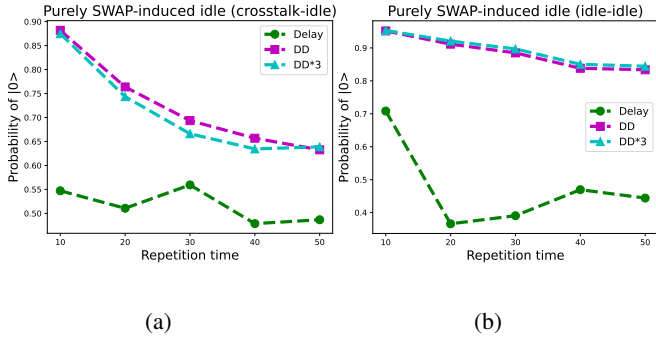 Purely SWAP-induced idle (crosstalk-idle)
0.90
0.85
0.80
0.75
0.70
0.65
0.60
0.55
0.50
Probability of |0>
Delay
DD
DD*3
10 20 30 40 50
Repetition time
(a)
Purely SWAP-induced idle (idle-idle)
0.9
0.8
0.7
0.6
0.5
0.4
Probability of |0>
Delay
DD
DD*3
10 20 30 40 50
Repetition time
(b)